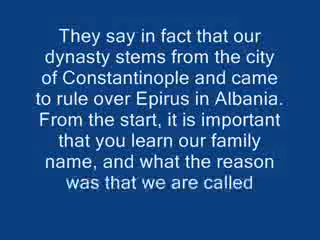 They say in fact that our
dynasty stems from the city
of Constantinople and came
to rule over Epirus in Albania.
From the start, it is important
that you learn our family
name, and what the reason
was that we are called